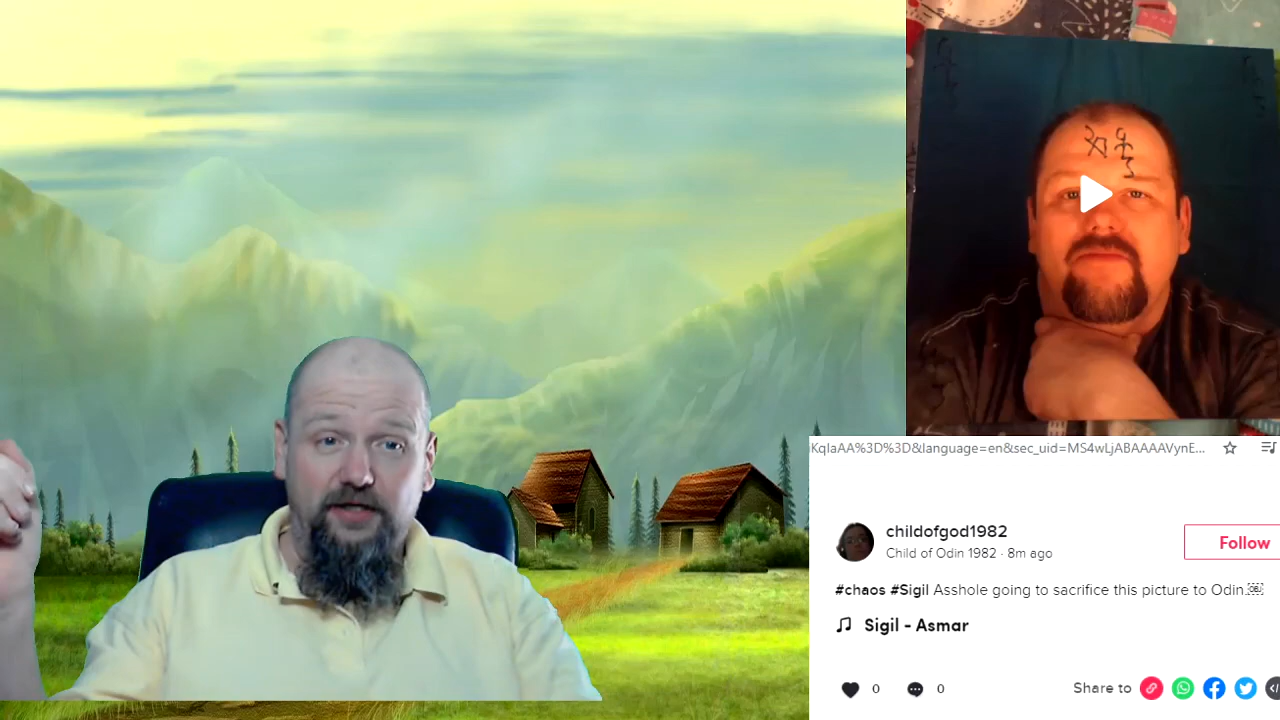 KqIaAA%3D%3D&language=en&sec_uid=MS4wLjABAAAAVynE...
childofgod1982
Child of Odin 1982 · 8m ago
Follow
#chaos #Sigil Asshole going to sacrifice this picture to Odin.
Sigil - Asmar
0
0
Share to